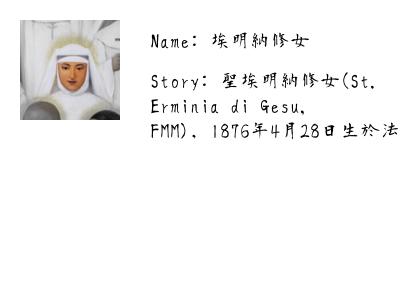 Name: 埃明納修女
Story: 聖埃明納修女(St.
Erminia di Gesu,
FMM), 1876年4月28日生於法